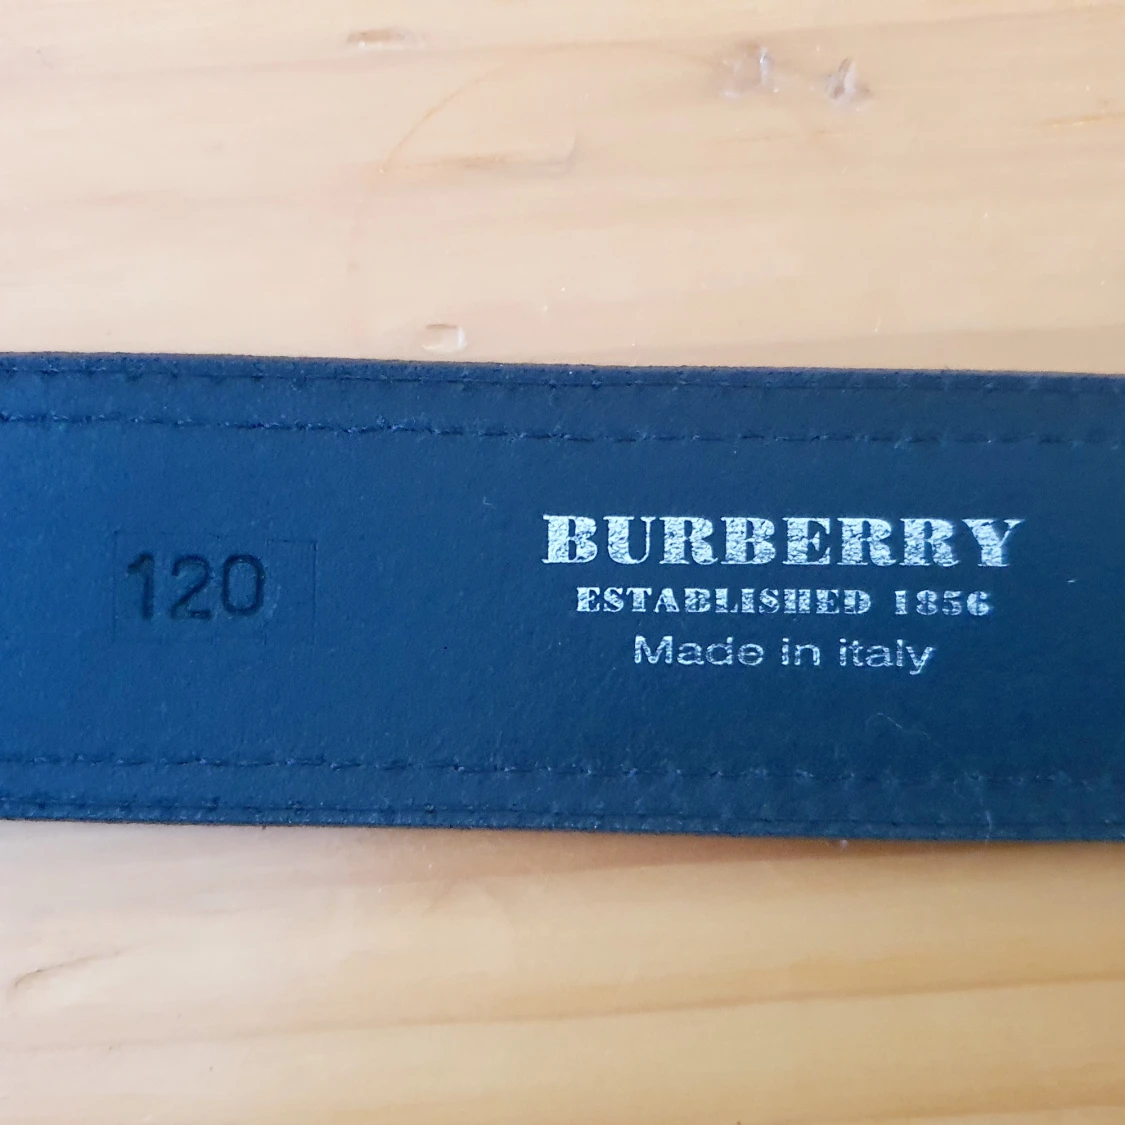 120
BURBERRY
ESTABLISHED 1856
Made in italy